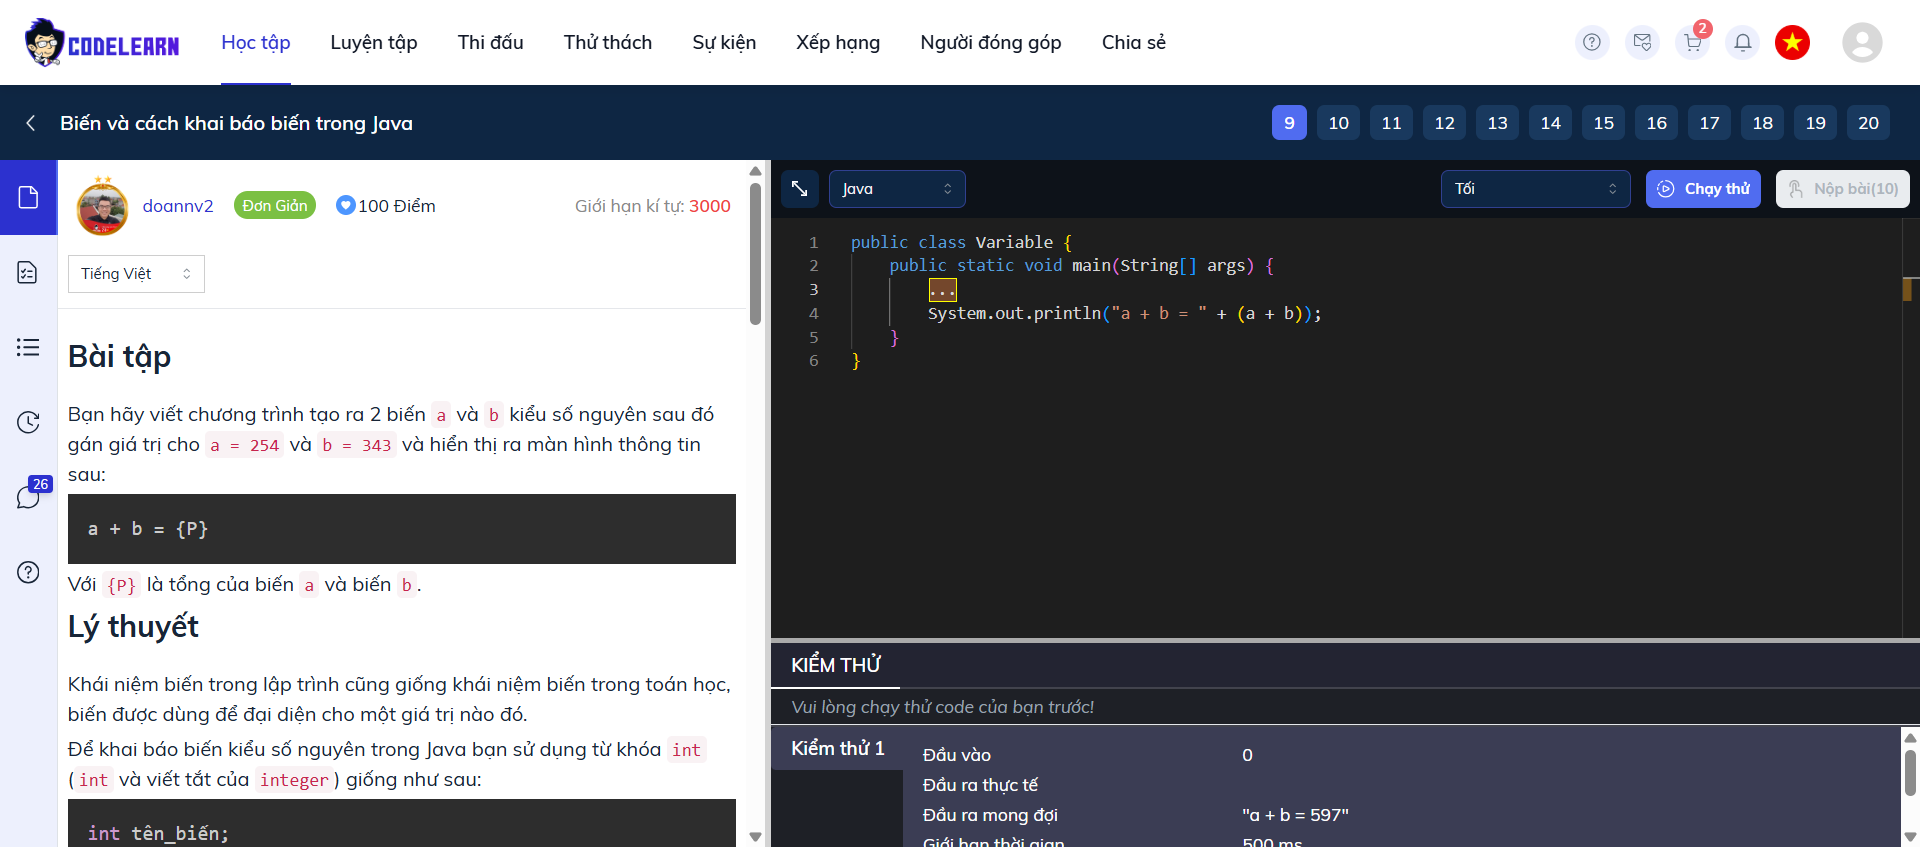 CODELEARN
Học tập
Luyện tập
Thi đấu
Thử thách
Sự kiện
Xếp hạng
Người đóng góp
Chia sẻ
2
Biến và cách khai báo biến trong Java
9 10 11 12 13 14 15 16 17 18 19 20
26
doannv2
Đơn Giản
100 Điểm
Giới hạn kí tự: 3000
Tiếng Việt
Bài tập
Bạn hãy viết chương trình tạo ra 2 biến a và b kiểu số nguyên sau đó
gán giá trị cho a = 254 và b = 343 và hiển thị ra màn hình thông tin
sau:
a + b = {P}
Với {P} là tổng của biến a và biến b.
Lý thuyết
Khái niệm biến trong lập trình cũng giống khái niệm biến trong toán học,
biến được dùng để đại diện cho một giá trị nào đó.
Để khai báo biến kiểu số nguyên trong Java bạn sử dụng từ khóa int
(int và viết tắt của integer) giống như sau:
int tên_biến;
Java
Tối
Chạy thử
Nộp bài(10)
1 public class Variable {
2 public static void main(String[] args) {
3 ...
4 System.out.println("a + b = " + (a + b));
5 }
6 }
KIỂM THỬ
Vui lòng chạy thử code của bạn trước!
Kiểm thử 1
Đầu vào 0
Đầu ra thực tế
Đầu ra mong đợi "a + b = 597"
Giới hạn thời gian 500 ms